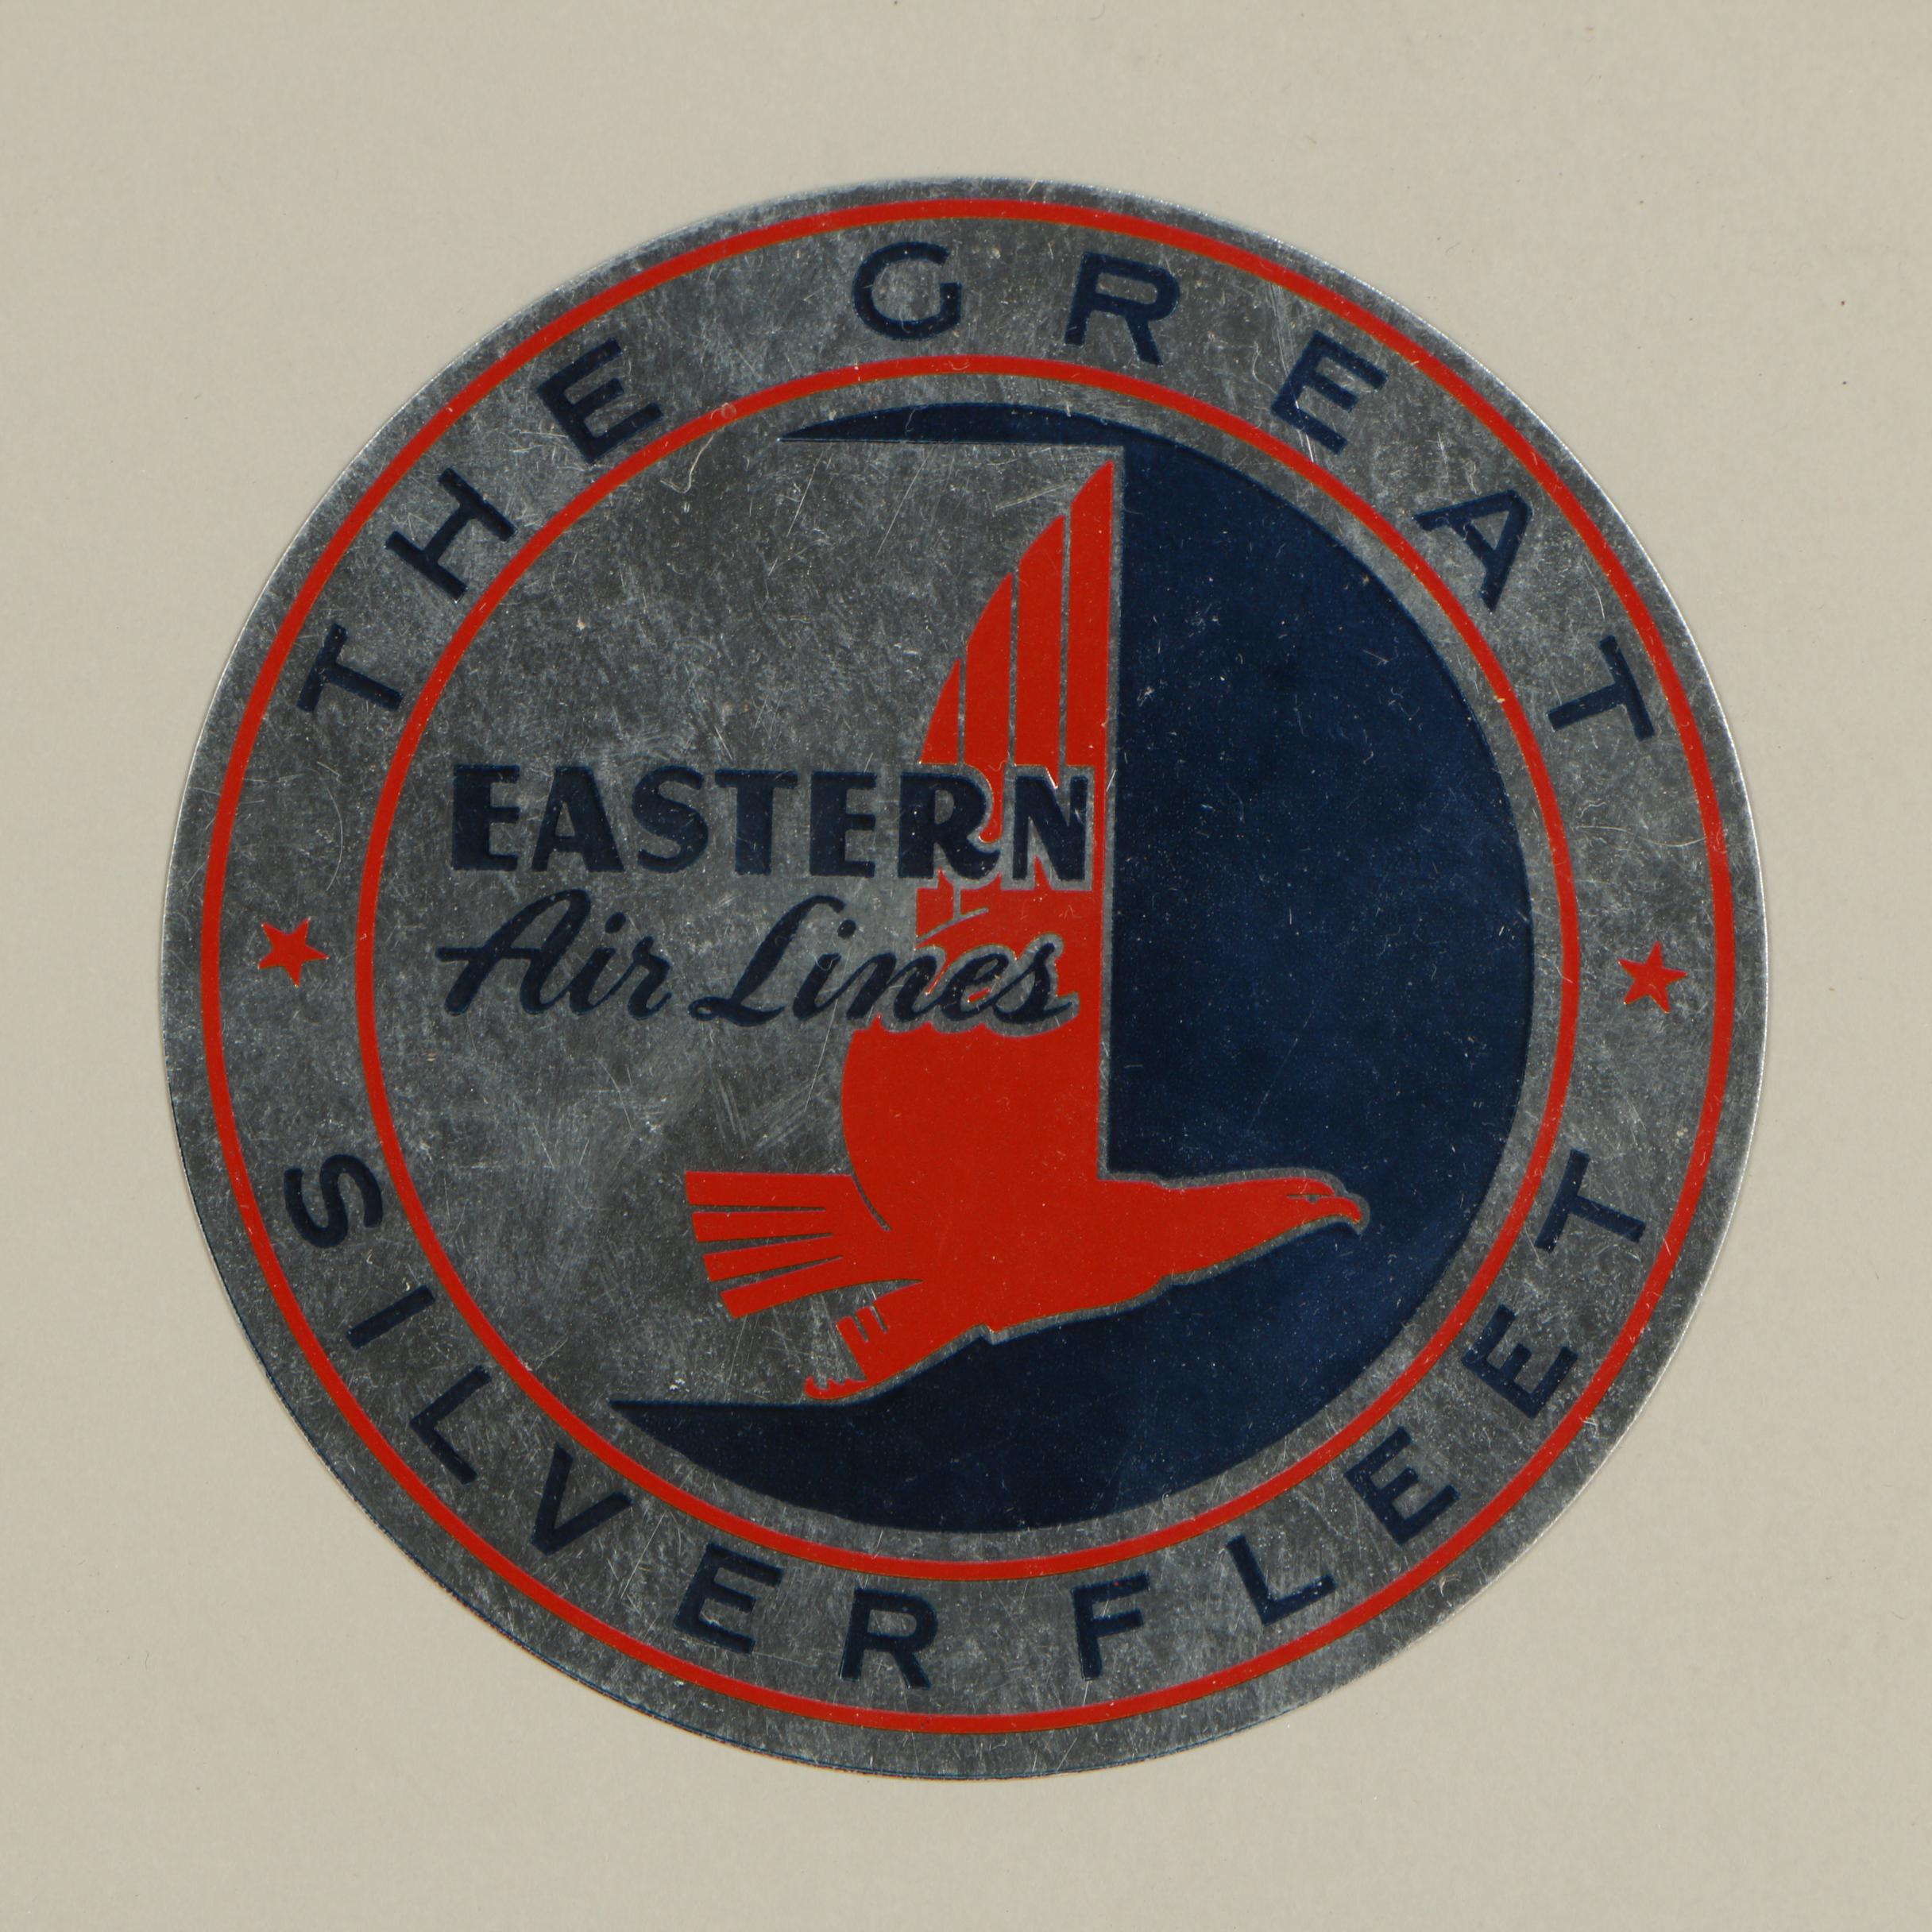 THE GREAT
EASTERN
Air Lines
SILVER FLEET